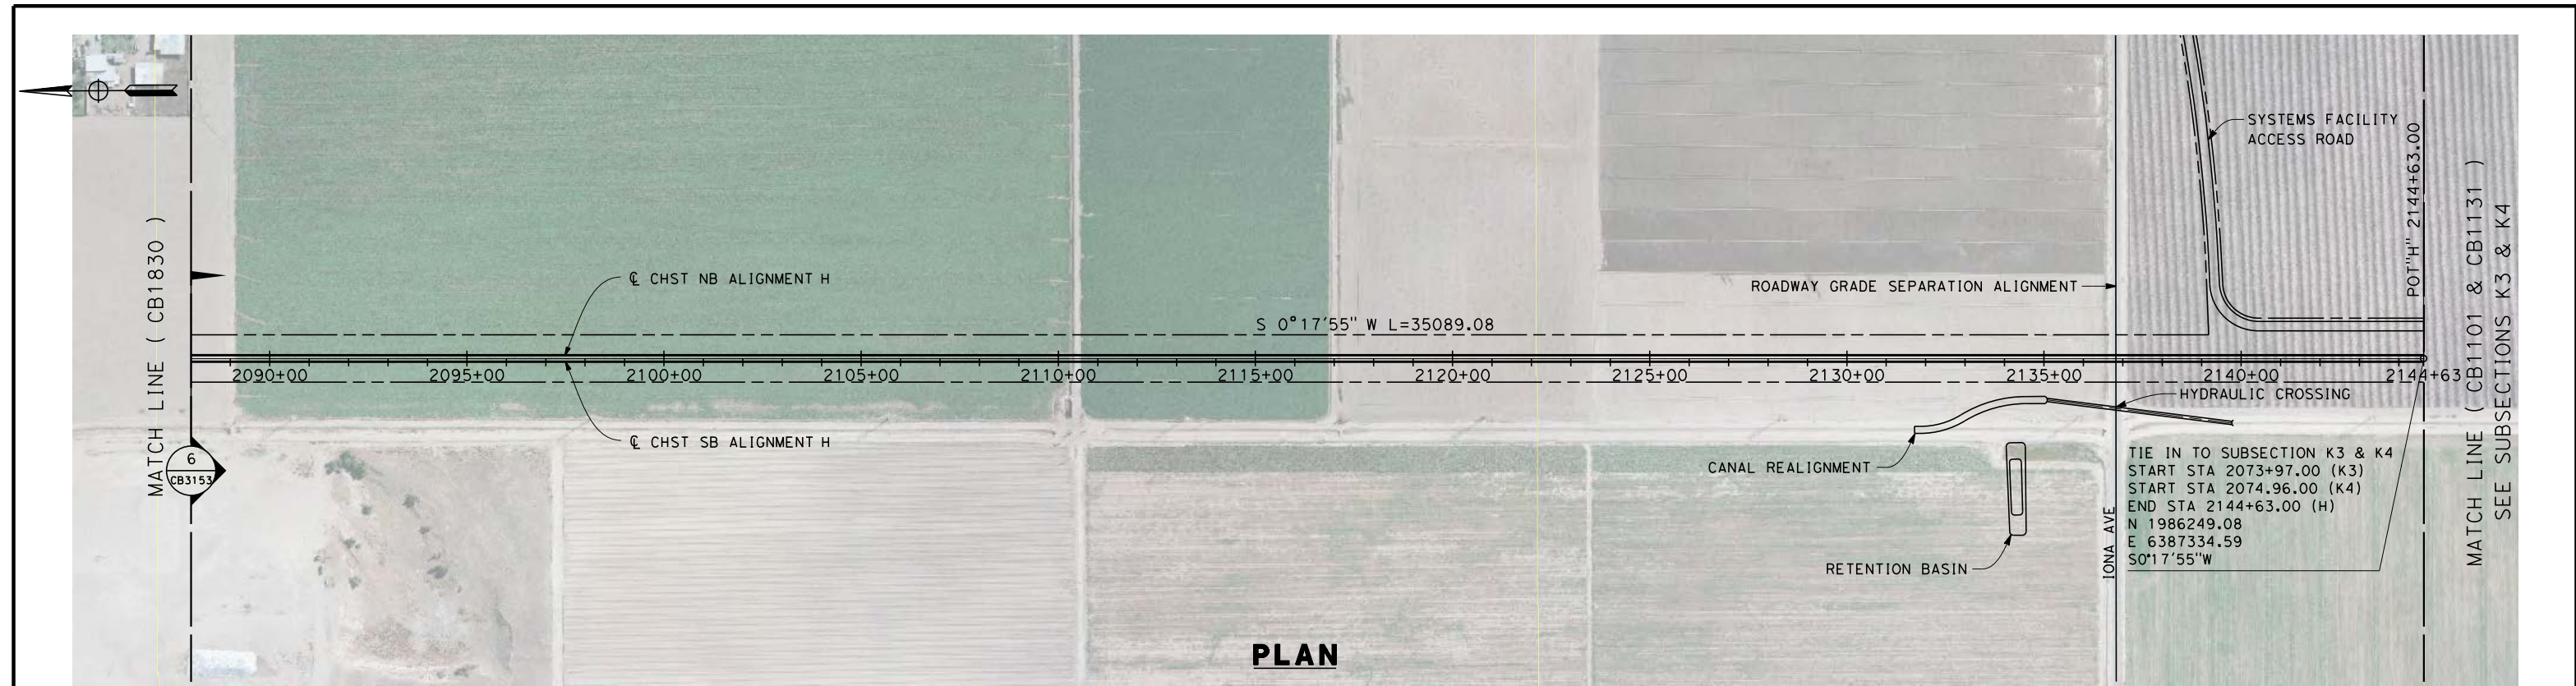 SYSTEMS FACILITY
ACCESS ROAD
POT"H" 2144+63.00
MATCH LINE ( CB1830 )
MATCH LINE ( CB1101 & CB1131 )
SEE SUBSECTIONS K3 & K4
℄ CHST NB ALIGNMENT H
ROADWAY GRADE SEPARATION ALIGNMENT
S 0°17'55" W L=35089.08
2090+00
2095+00
2100+00
2105+00
2110+00
2115+00
2120+00
2125+00
2130+00
2135+00
2140+00
2144+63
HYDRAULIC CROSSING
℄ CHST SB ALIGNMENT H
6
CB3153
CANAL REALIGNMENT
TIE IN TO SUBSECTION K3 & K4
START STA 2073+97.00 (K3)
START STA 2074.96.00 (K4)
END STA 2144+63.00 (H)
N 1986249.08
E 6387334.59
S0°17'55"W
IONA AVE
RETENTION BASIN
PLAN